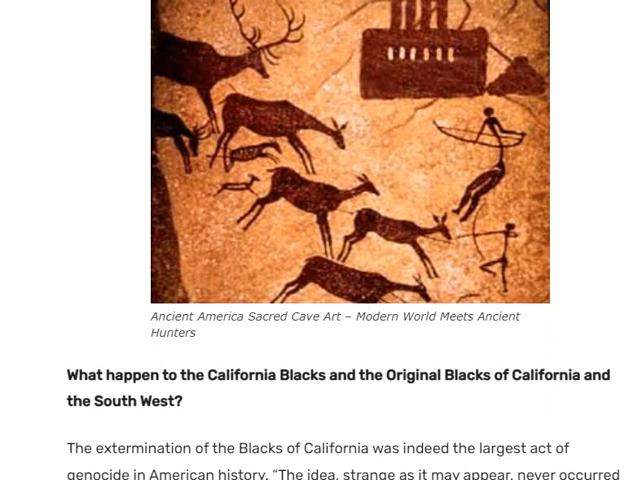 Ancient America Sacred Cave Art – Modern World Meets Ancient
Hunters
What happen to the California Blacks and the Original Blacks of California and
the South West?
The extermination of the Blacks of California was indeed the largest act of
genocide in American history. “The idea, strange as it may appear, never occurred